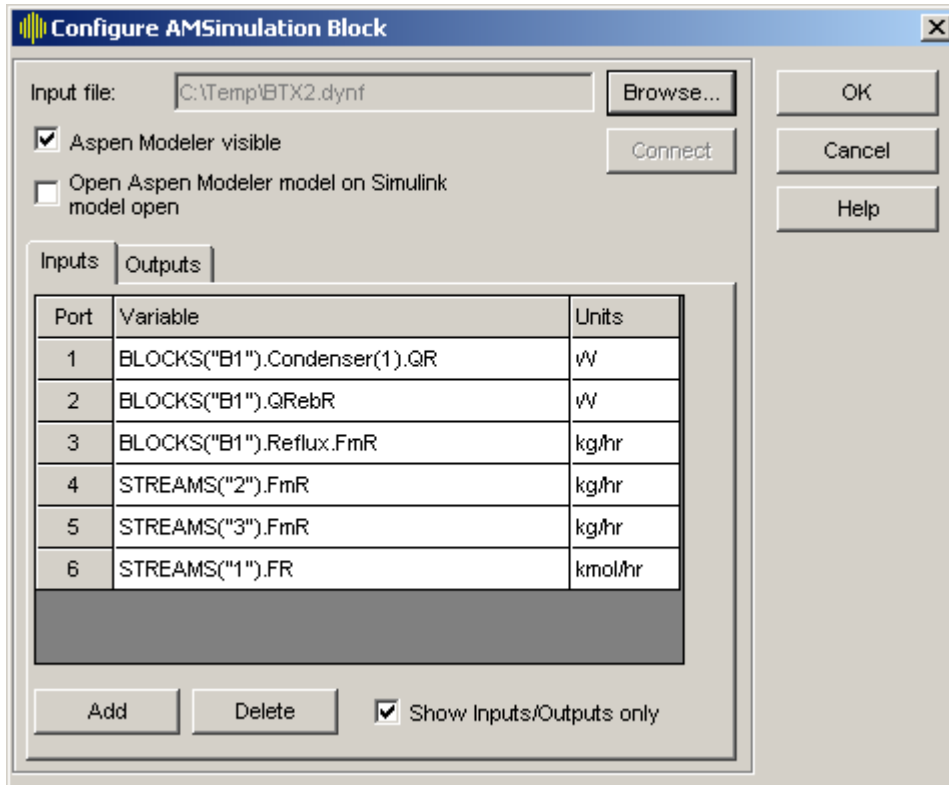 Configure AMSimulation Block
Input file: C:\Temp\BTX2.dynf Browse... OK
Aspen Modeler visible Connect Cancel
Open Aspen Modeler model on Simulink
model open
Help
Inputs Outputs
Port Variable Units
1 BLOCKS("B1").Condenser(1).QR W
2 BLOCKS("B1").QRebR W
3 BLOCKS("B1").Reflux.FmR kg/hr
4 STREAMS("2").FmR kg/hr
5 STREAMS("3").FmR kg/hr
6 STREAMS("1").FR kmol/hr
Add Delete Show Inputs/Outputs only